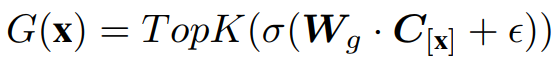 G(𝐱) = TopK(σ(𝑾_g · 𝑪_[𝐱] + ϵ))